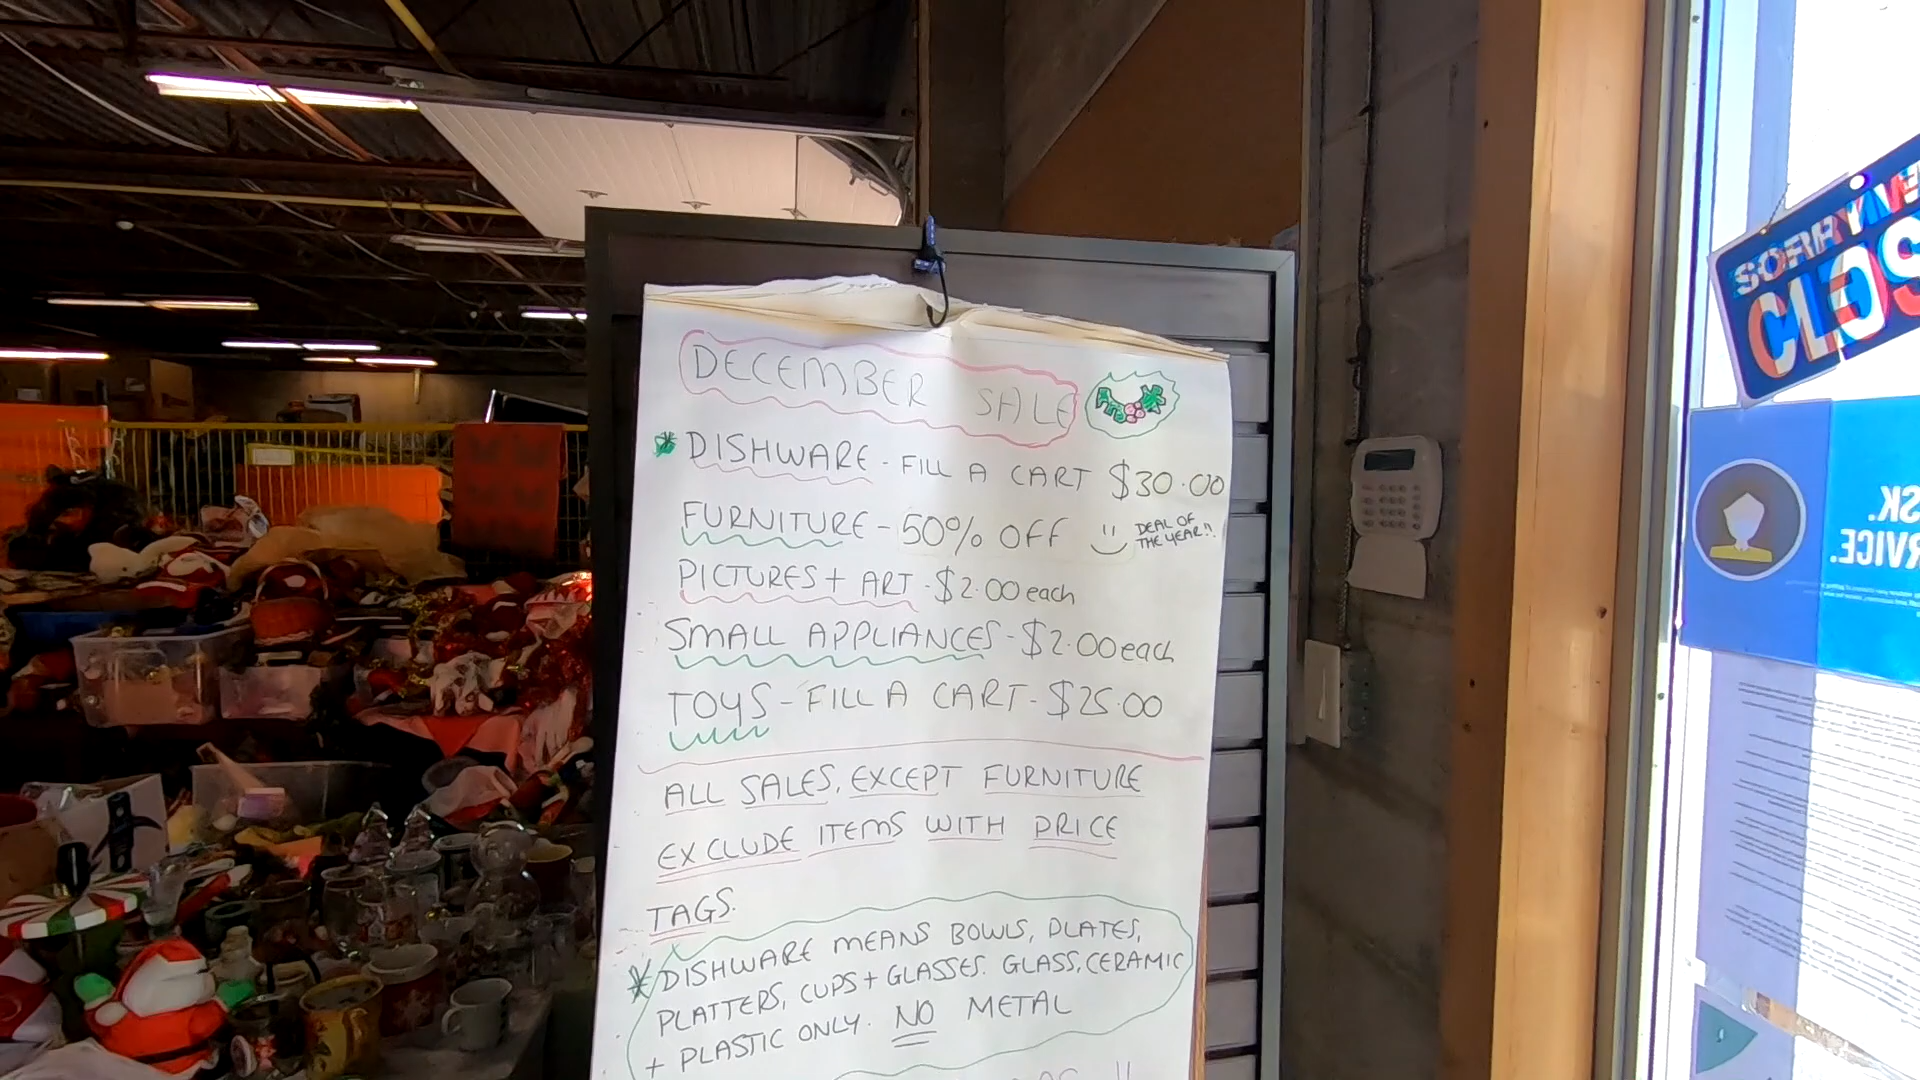 DECEMBER SALE
* DISHWARE - FILL A CART $30.00
FURNITURE - 50% OFF DEAL OF
THE YEAR!!
PICTURES + ART - $2.00 each
SMALL APPLIANCES - $2.00 each
TOYS - FILL A CART - $25.00
ALL SALES, EXCEPT FURNITURE
EXCLUDE ITEMS WITH PRICE
TAGS.
* DISHWARE MEANS BOWLS, PLATES,
PLATTERS, CUPS + GLASSES. GLASS, CERAMIC
+ PLASTIC ONLY. NO METAL
SORRY
SK.
RVICE.